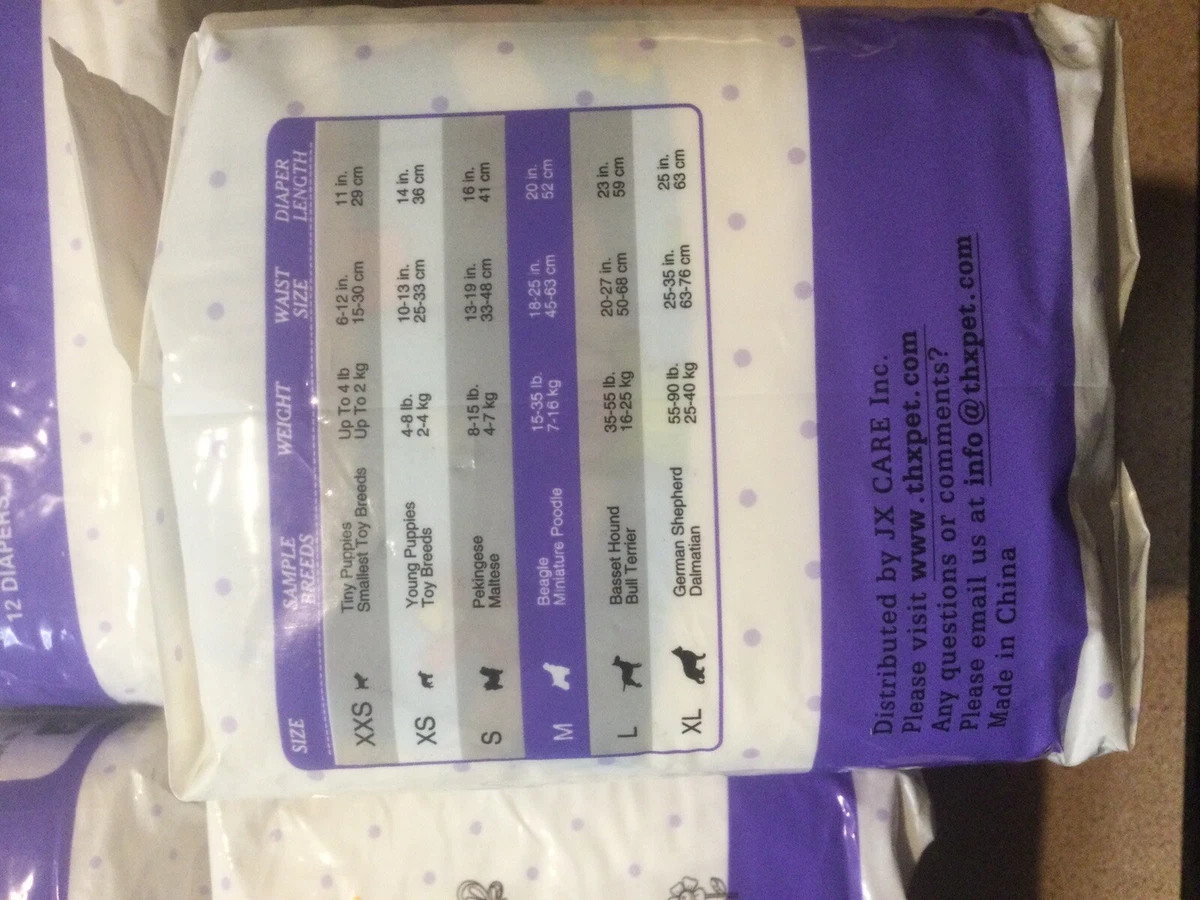 12 DIAPERS
SIZE SAMPLE BREEDS WEIGHT WAIST SIZE DIAPER LENGTH
XXS Tiny Puppies Up To 4 lb 6-12 in. 11 in.
Smallest Toy Breeds Up To 2 kg 15-30 cm 29 cm
XS Young Puppies 4-8 lb. 10-13 in. 14 in.
Toy Breeds 2-4 kg 25-33 cm 36 cm
S Pekingese 8-15 lb. 13-19 in. 16 in.
Maltese 4-7 kg 33-48 cm 41 cm
M Beagle 15-35 lb. 18-25 in. 20 in.
Miniature Poodle 7-16 kg 45-63 cm 52 cm
L Basset Hound 35-55 lb. 20-27 in. 23 in.
Bull Terrier 16-25 kg 50-68 cm 59 cm
XL German Shepherd 55-90 lb. 25-35 in. 25 in.
Dalmatian 25-40 kg 63-76 cm 63 cm
Distributed by JX CARE Inc.
Please visit www.thxpet.com
Any questions or comments?
Please email us at info@thxpet.com
Made in China